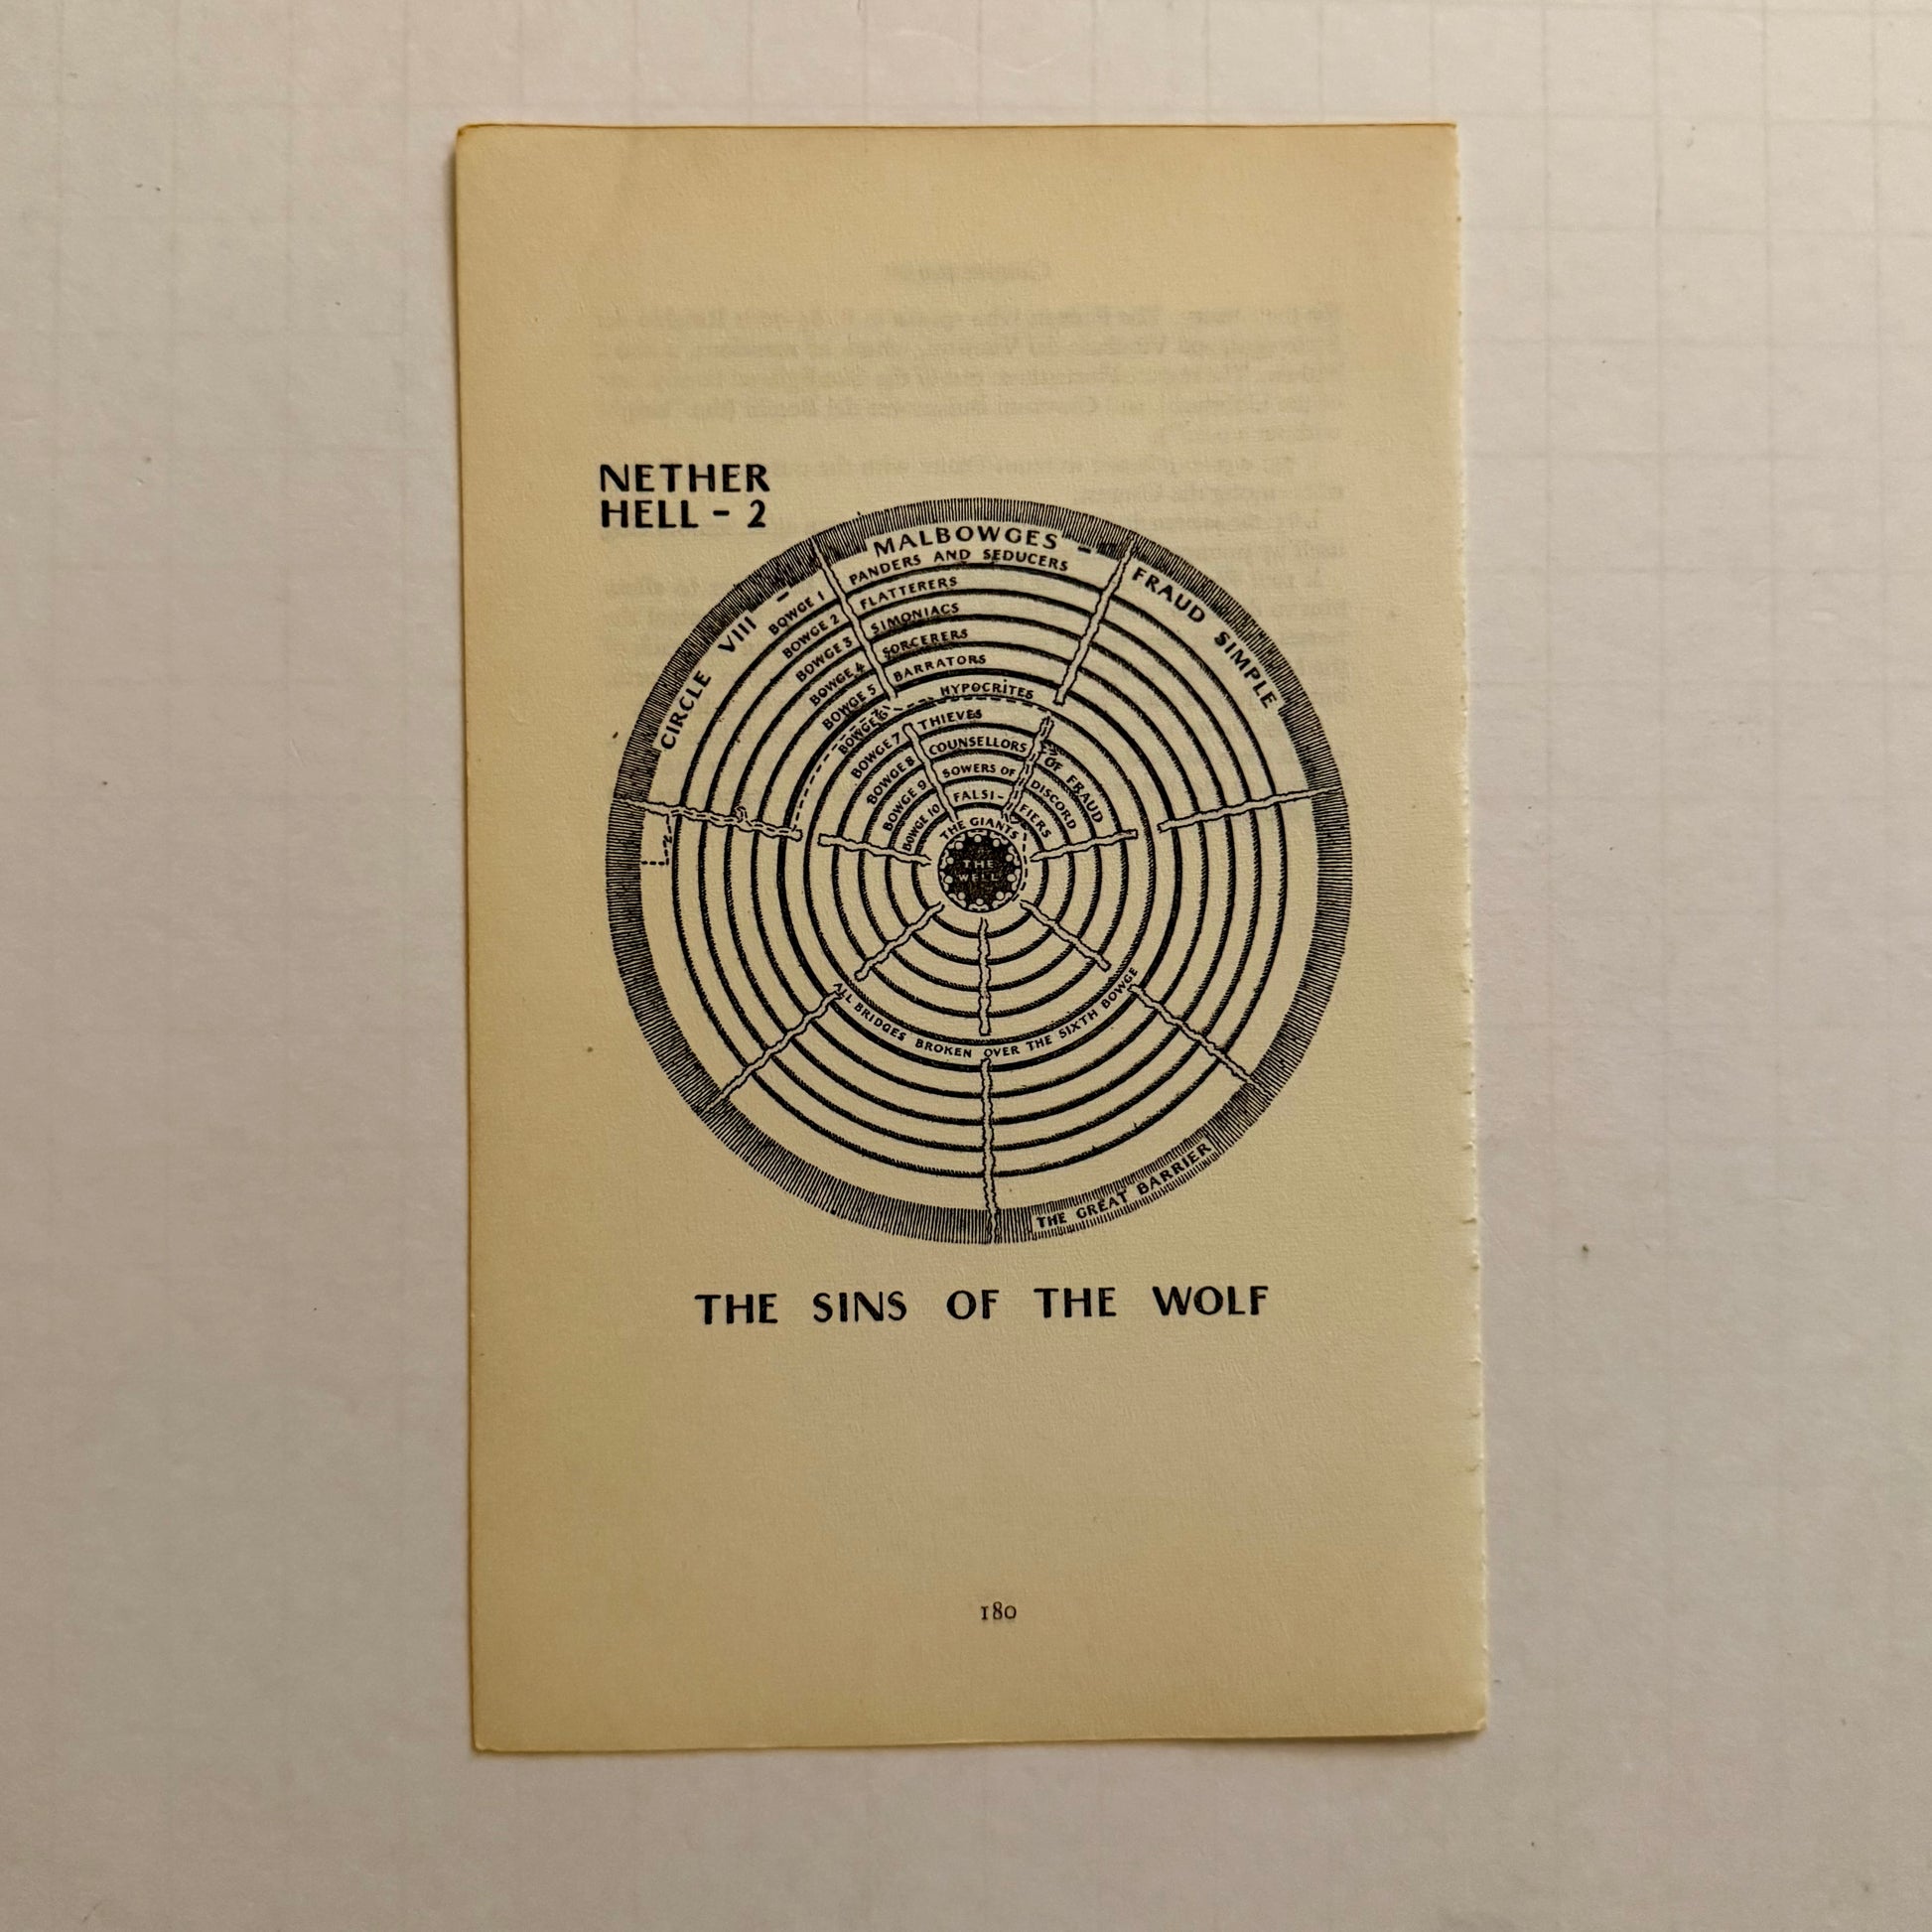 NETHER
HELL - 2
CIRCLE VIII - MALBOWGES - FRAUD SIMPLE
BOWGE 1 PANDERS AND SEDUCERS
BOWGE 2 FLATTERERS
BOWGE 3 SIMONIACS
BOWGE 4 SORCERERS
BOWGE 5 BARRATORS
BOWGE 6 HYPOCRITES
BOWGE 7 THIEVES
BOWGE 8 COUNSELLORS OF FRAUD
BOWGE 9 SOWERS OF DISCORD
BOWGE 10 FALSI-FIERS
THE GIANTS
THE
WELL
ALL BRIDGES BROKEN OVER THE SIXTH BOWGE
THE GREAT BARRIER
THE SINS OF THE WOLF
180